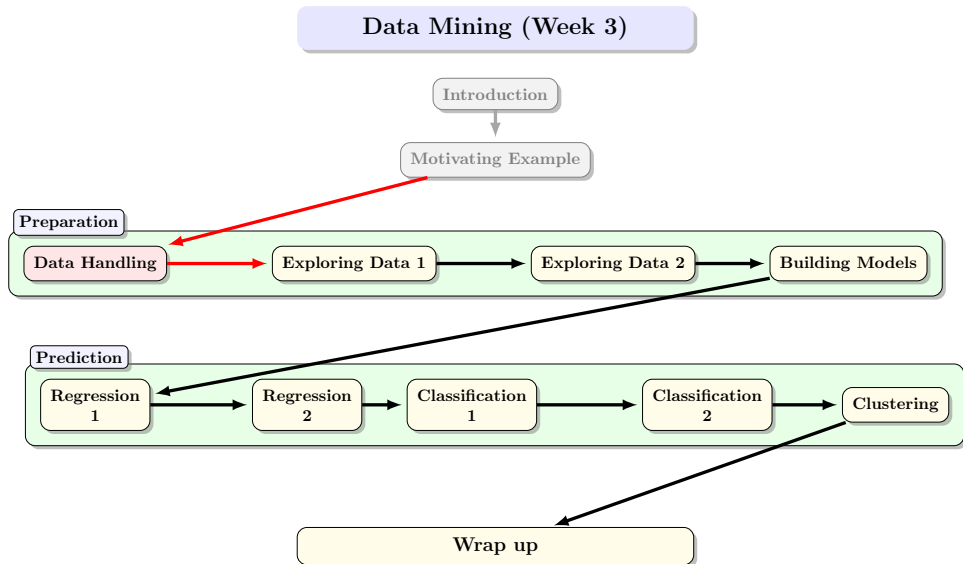 Data Mining (Week 3)
Introduction
Motivating Example
Preparation
Data Handling
Exploring Data 1
Exploring Data 2
Building Models
Prediction
Regression
1
Regression
2
Classification
1
Classification
2
Clustering
Wrap up